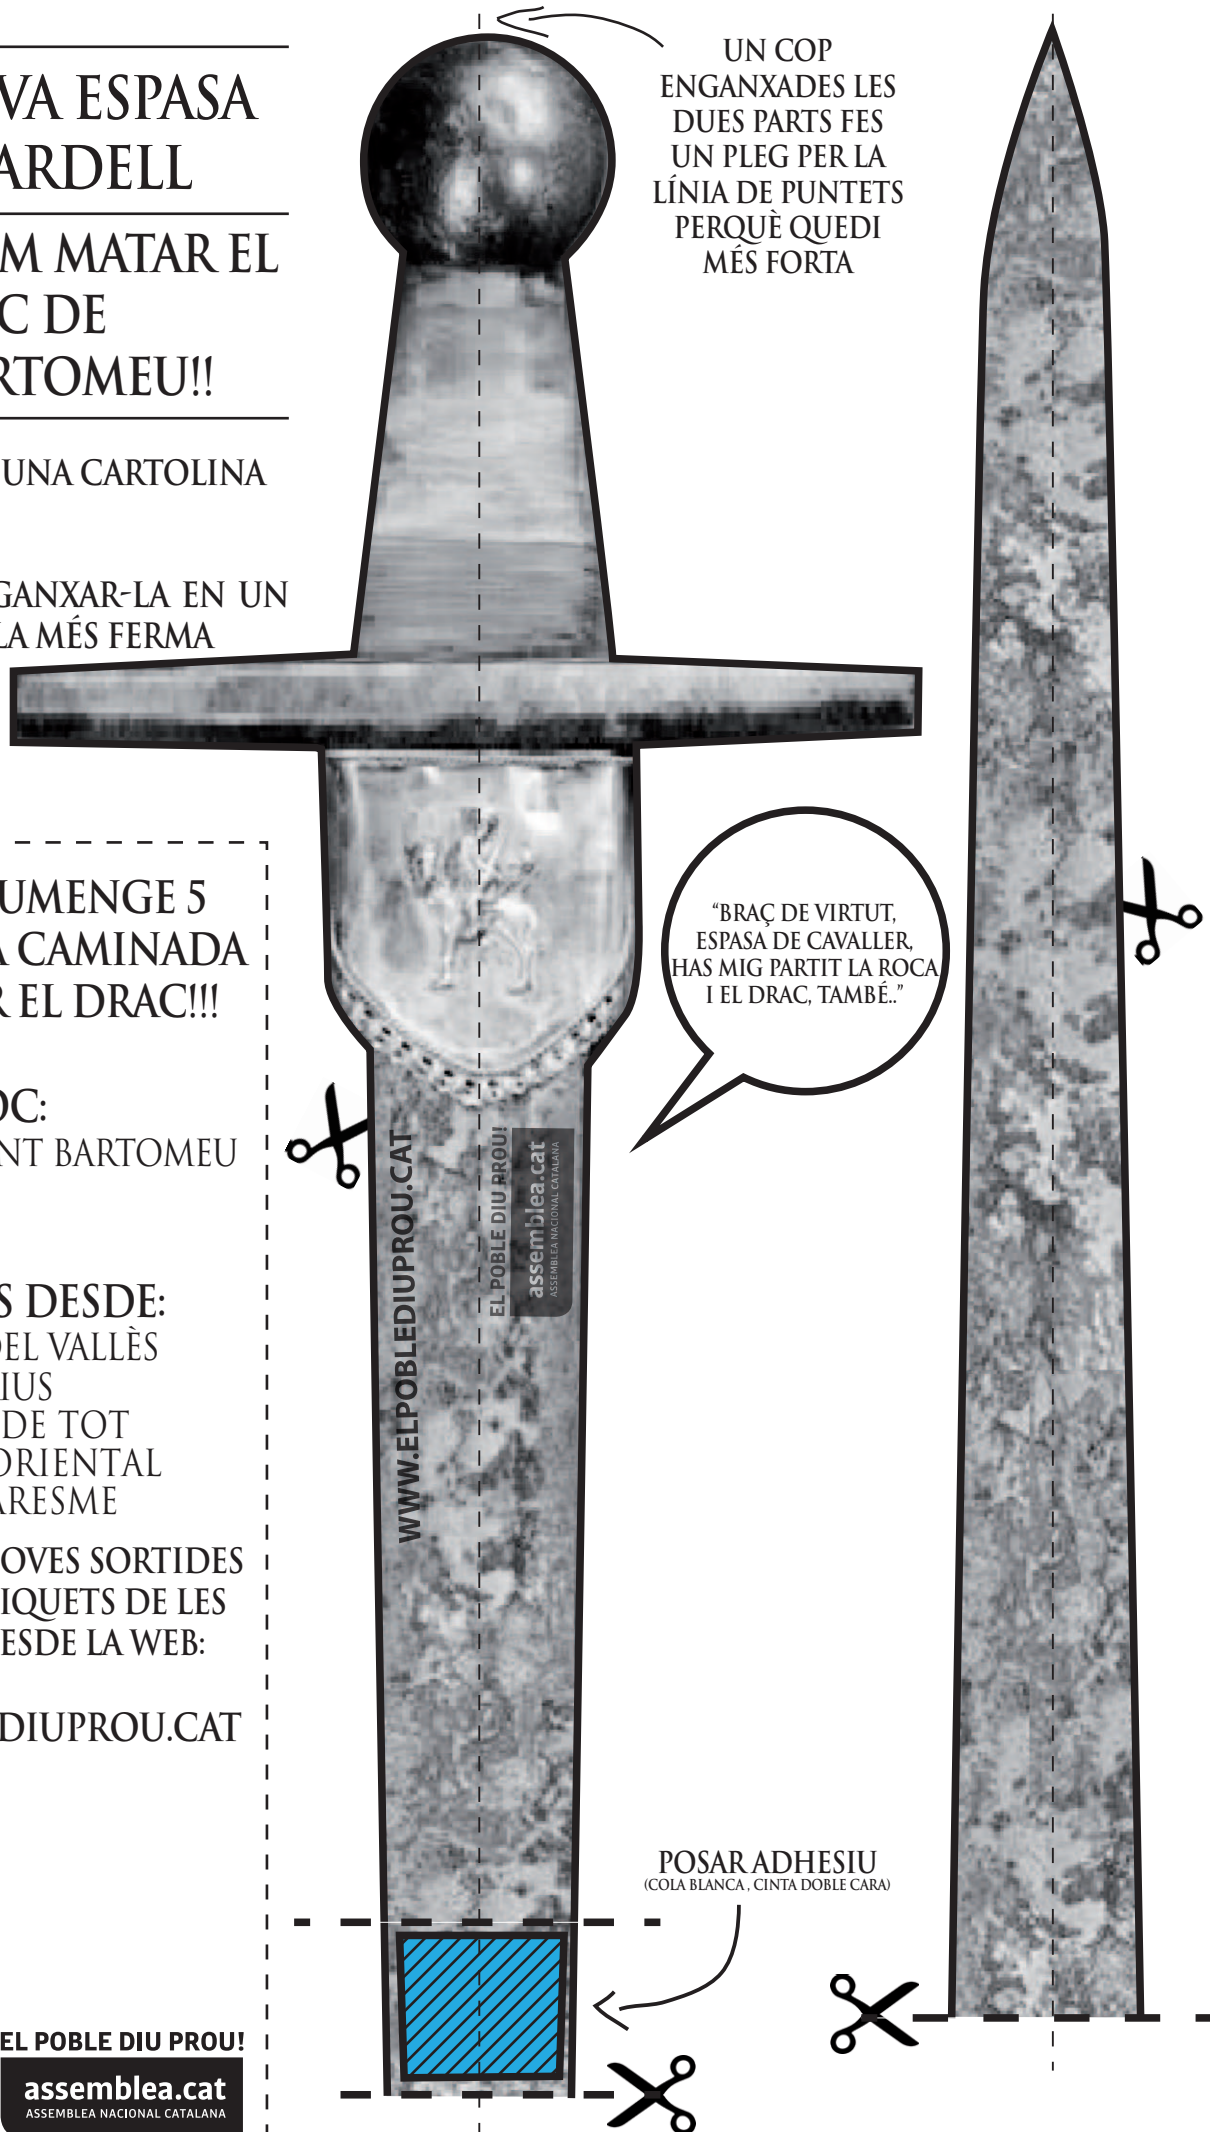 VA ESPASA
ARDELL
M MATAR EL
C DE
RTOMEU!!
UNA CARTOLINA
GANXAR-LA EN UN
LA MÉS FERMA
UN COP
ENGANXADES LES
DUES PARTS FES
UN PLEG PER LA
LÍNIA DE PUNTETS
PERQUÈ QUEDI
MÉS FORTA
UMENGE 5
A CAMINADA
R EL DRAC!!!
OC:
NT BARTOMEU
S DESDE:
DEL VALLÈS
IUS
DE TOT
ORIENTAL
ARESME
OVES SORTIDES
IQUETS DE LES
ESDE LA WEB:
DIUPROU.CAT
"BRAÇ DE VIRTUT,
ESPASA DE CAVALLER,
HAS MIG PARTIT LA ROCA
I EL DRAC, TAMBÉ.."
WWW.ELPOBLEDIUPROU.CAT
EL POBLE DIU PROU!
assemblea.cat
ASSEMBLEA NACIONAL CATALANA
POSAR ADHESIU
(COLA BLANCA , CINTA DOBLE CARA)
EL POBLE DIU PROU!
assemblea.cat
ASSEMBLEA NACIONAL CATALANA